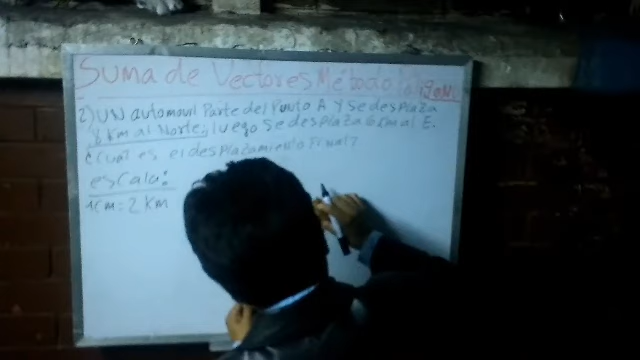 Suma de Vectores Método
2) UN automovil Parte del Punto A y se desplaza
8 Km al Norte, luego se desplaza 6 Km al E.
¿Cual es el desplazamiento Final?
escala:
1cm = 2 Km